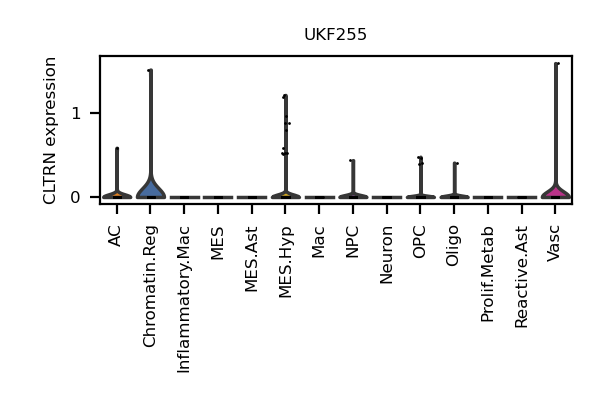 UKF255
CLTRN expression
1
0
AC
Chromatin.Reg
Inflammatory.Mac
MES
MES.Ast
MES.Hyp
Mac
NPC
Neuron
OPC
Oligo
Prolif.Metab
Reactive.Ast
Vasc